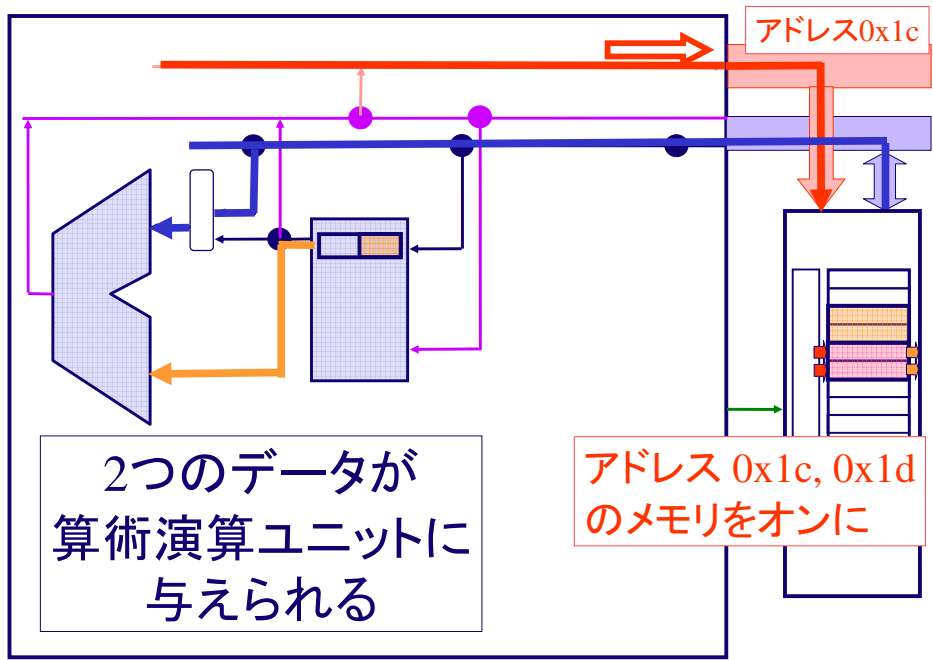 アドレス0x1c
2つのデータが
算術演算ユニットに
与えられる
アドレス 0x1c, 0x1d
のメモリをオンに